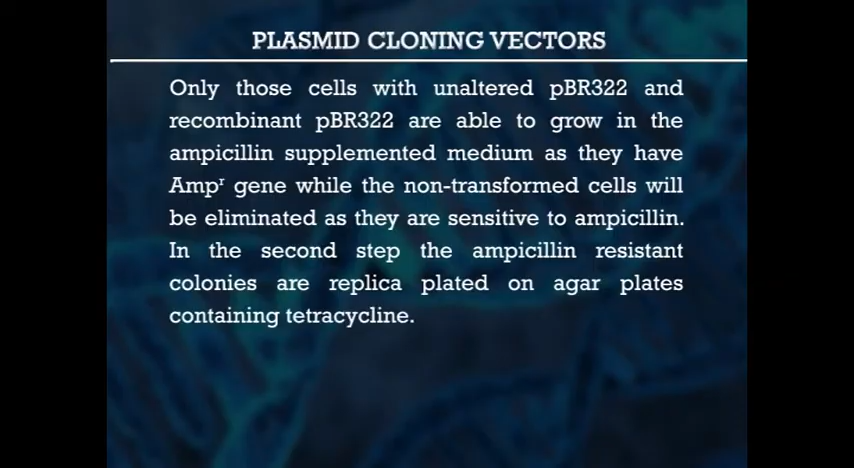 PLASMID CLONING VECTORS
Only those cells with unaltered pBR322 and
recombinant pBR322 are able to grow in the
ampicillin supplemented medium as they have
Ampʳ gene while the non-transformed cells will
be eliminated as they are sensitive to ampicillin.
In the second step the ampicillin resistant
colonies are replica plated on agar plates
containing tetracycline.